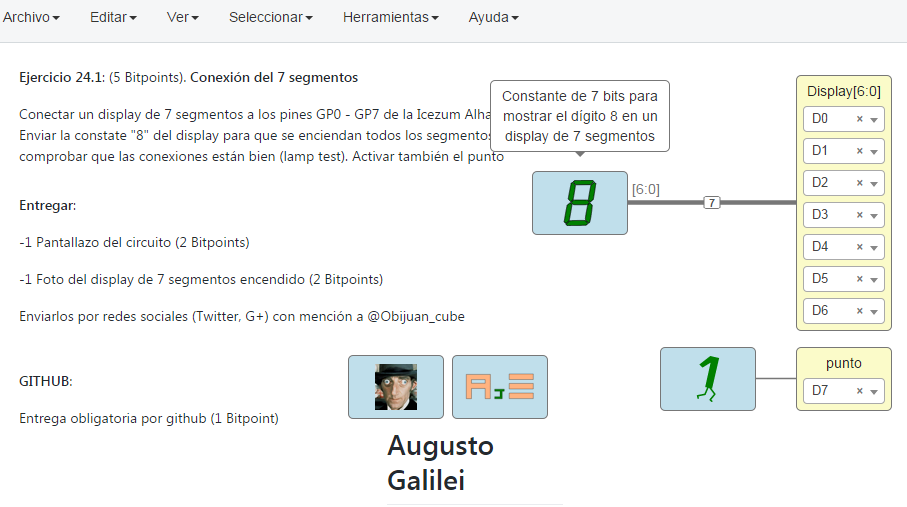 Archivo Editar Ver Seleccionar Herramientas Ayuda
Ejercicio 24.1: (5 Bitpoints). Conexión del 7 segmentos
Conectar un display de 7 segmentos a los pines GP0 - GP7 de la Icezum Alha
Enviar la constate "8" del display para que se enciendan todos los segmentos
comprobar que las conexiones están bien (lamp test). Activar también el punto
Entregar:
-1 Pantallazo del circuito (2 Bitpoints)
-1 Foto del display de 7 segmentos encendido (2 Bitpoints)
Enviarlos por redes sociales (Twitter, G+) con mención a @Obijuan_cube
GITHUB:
Entrega obligatoria por github (1 Bitpoint)
Constante de 7 bits para
mostrar el dígito 8 en un
display de 7 segmentos
8
[6:0]
7
Display[6:0]
D0 ×
D1 ×
D2 ×
D3 ×
D4 ×
D5 ×
D6 ×
1
punto
D7 ×
AJE
Augusto
Galilei